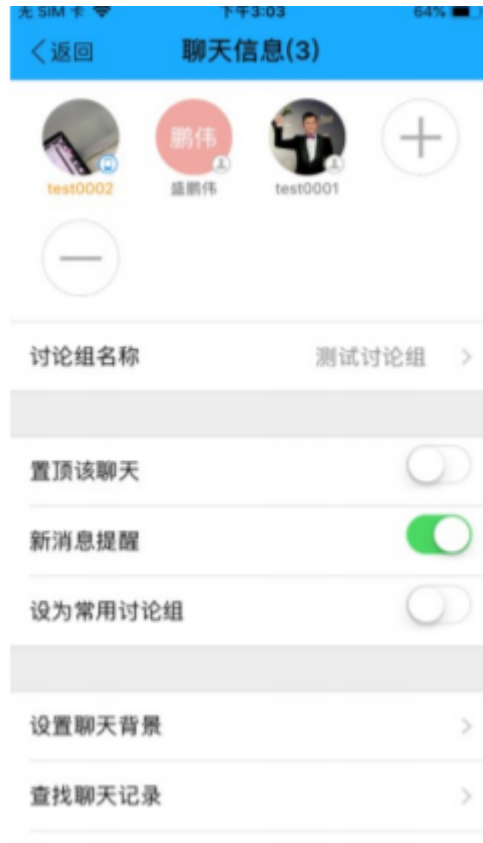 无 SIM 卡 下午3:03 64%
返回 聊天信息(3)
鹏伟
test0002 盛鹏伟 test0001
讨论组名称 测试讨论组
置顶该聊天
新消息提醒
设为常用讨论组
设置聊天背景
查找聊天记录